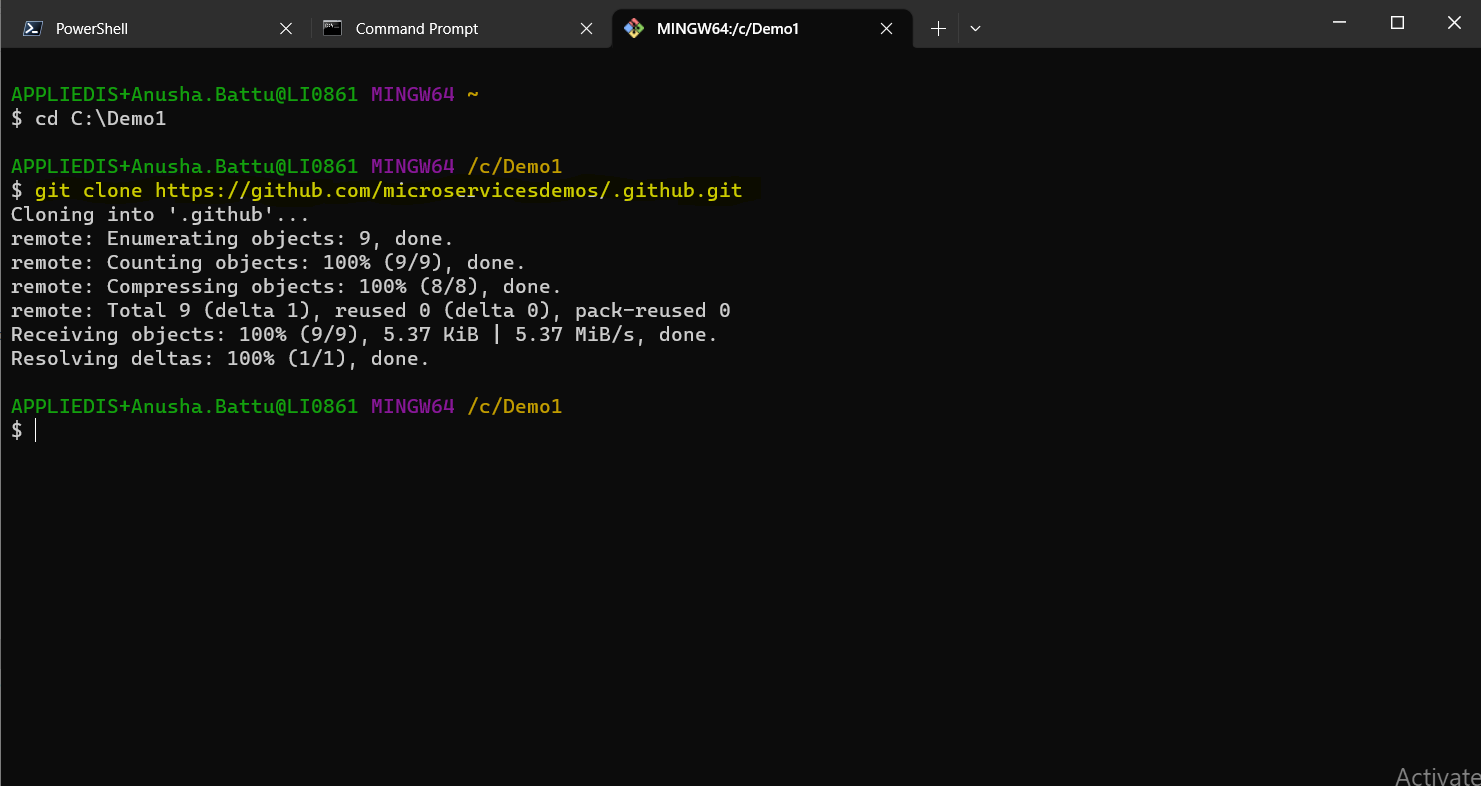 PowerShell
Command Prompt
MINGW64:/c/Demo1
APPLIEDIS+Anusha.Battu@LI0861 MINGW64 ~
$ cd C:\Demo1
APPLIEDIS+Anusha.Battu@LI0861 MINGW64 /c/Demo1
$ git clone https://github.com/microservicesdemos/.github.git
Cloning into '.github'...
remote: Enumerating objects: 9, done.
remote: Counting objects: 100% (9/9), done.
remote: Compressing objects: 100% (8/8), done.
remote: Total 9 (delta 1), reused 0 (delta 0), pack-reused 0
Receiving objects: 100% (9/9), 5.37 KiB | 5.37 MiB/s, done.
Resolving deltas: 100% (1/1), done.
APPLIEDIS+Anusha.Battu@LI0861 MINGW64 /c/Demo1
$
Activate